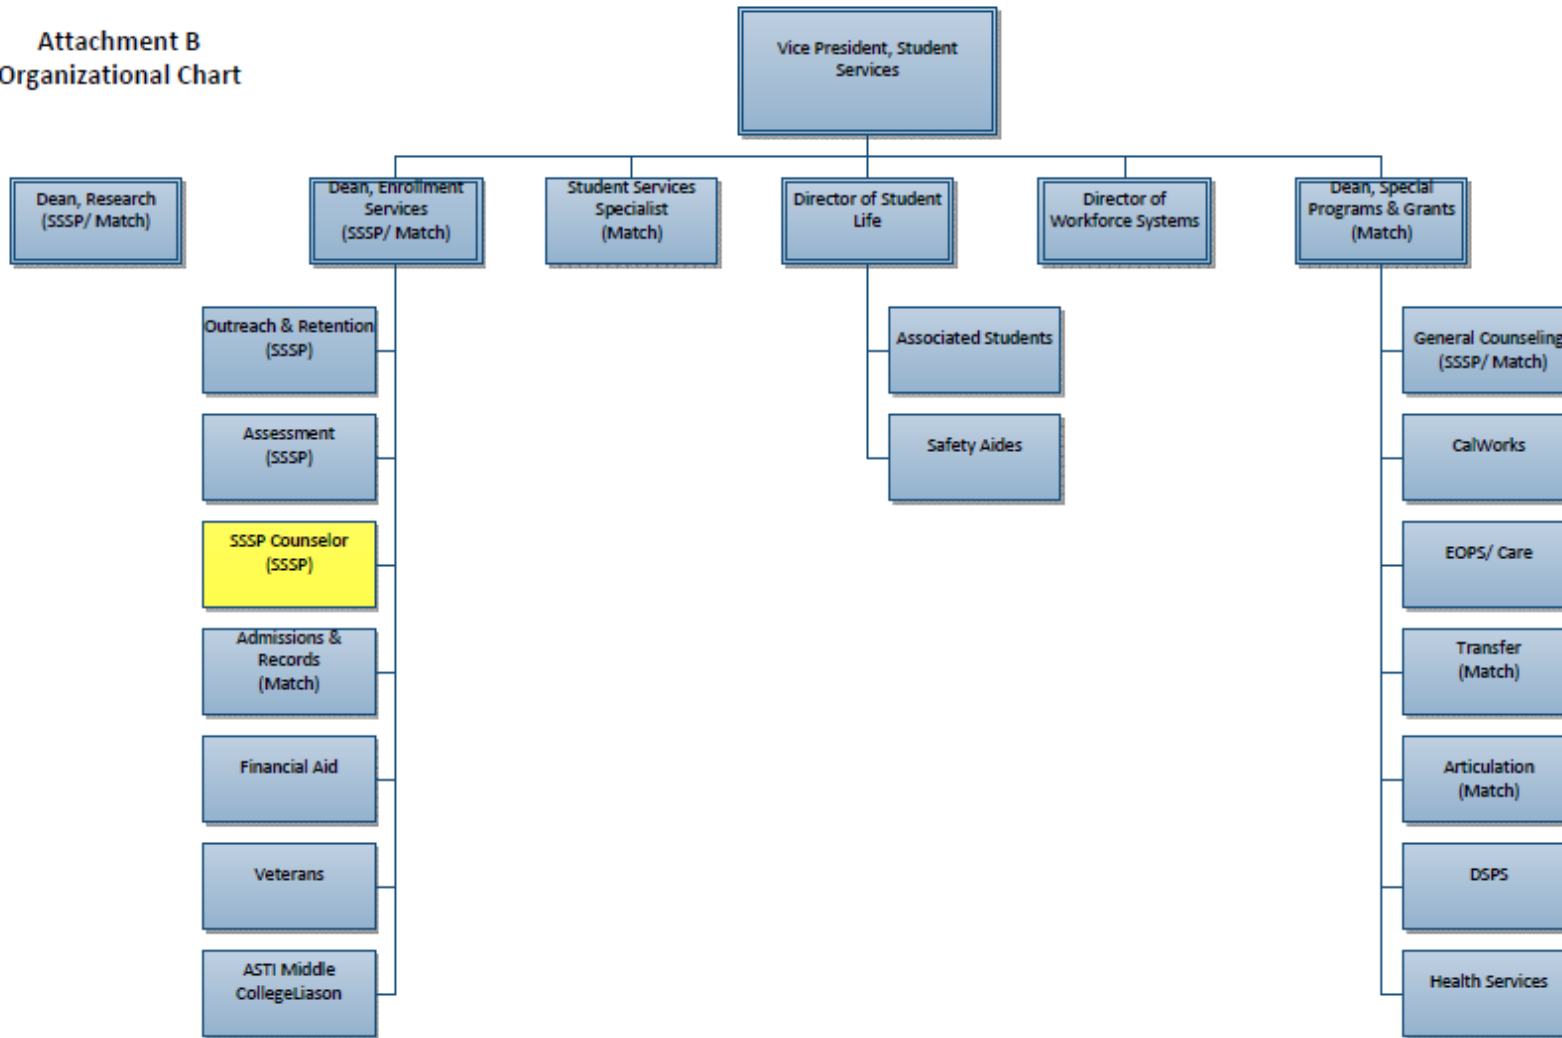 Attachment B
Organizational Chart
Vice President, Student
Services
Dean, Research
(SSSP/ Match)
Dean, Enrollment
Services
(SSSP/ Match)
Student Services
Specialist
(Match)
Director of Student
Life
Director of
Workforce Systems
Dean, Special
Programs & Grants
(Match)
Outreach & Retention
(SSSP)
Assessment
(SSSP)
SSSP Counselor
(SSSP)
Admissions &
Records
(Match)
Financial Aid
Veterans
ASTI Middle
CollegeLiason
Associated Students
Safety Aides
General Counseling
(SSSP/ Match)
CalWorks
EOPS/ Care
Transfer
(Match)
Articulation
(Match)
DSPS
Health Services